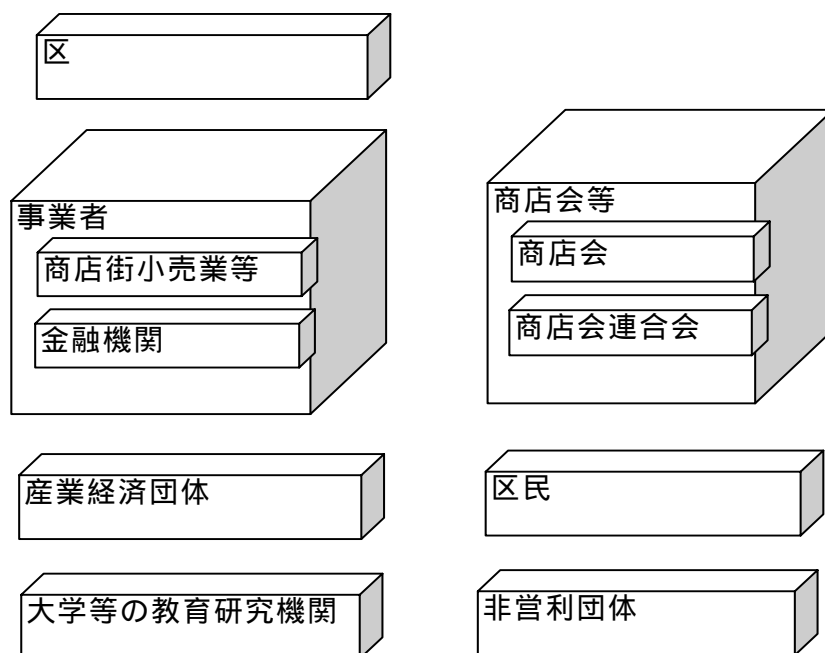 区
事業者
商店街小売業等
金融機関
商店会等
商店会
商店会連合会
産業経済団体
区民
大学等の教育研究機関
非営利団体